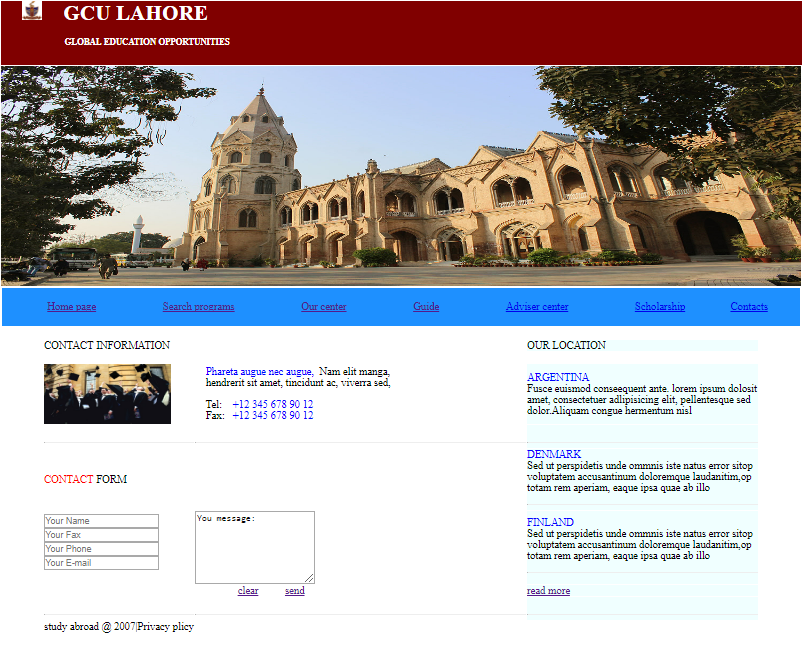 GCU LAHORE
GLOBAL EDUCATION OPPORTUNITIES
Home page Search programs Our center Guide Adviser center Scholarship Contacts
CONTACT INFORMATION
Phareta augue nec augue, Nam elit manga,
hendrerit sit amet, tincidunt ac, viverra sed,
Tel: +12 345 678 90 12
Fax: +12 345 678 90 12
OUR LOCATION
ARGENTINA
Fusce euismod conseequent ante. lorem ipsum dolosit
amet, consectetuer adlipisicing elit, pellentesque sed
dolor.Aliquam congue hermentum nisl
DENMARK
Sed ut perspidetis unde ommnis iste natus error sitop
voluptatem accusantinum doloremque laudanitim,op
totam rem aperiam, eaque ipsa quae ab illo
FINLAND
Sed ut perspidetis unde ommnis iste natus error sitop
voluptatem accusantinum doloremque laudanitim,op
totam rem aperiam, eaque ipsa quae ab illo
read more
CONTACT FORM
Your Name
Your Fax
Your Phone
Your E-mail
You message:
clear send
study abroad @ 2007|Privacy plicy